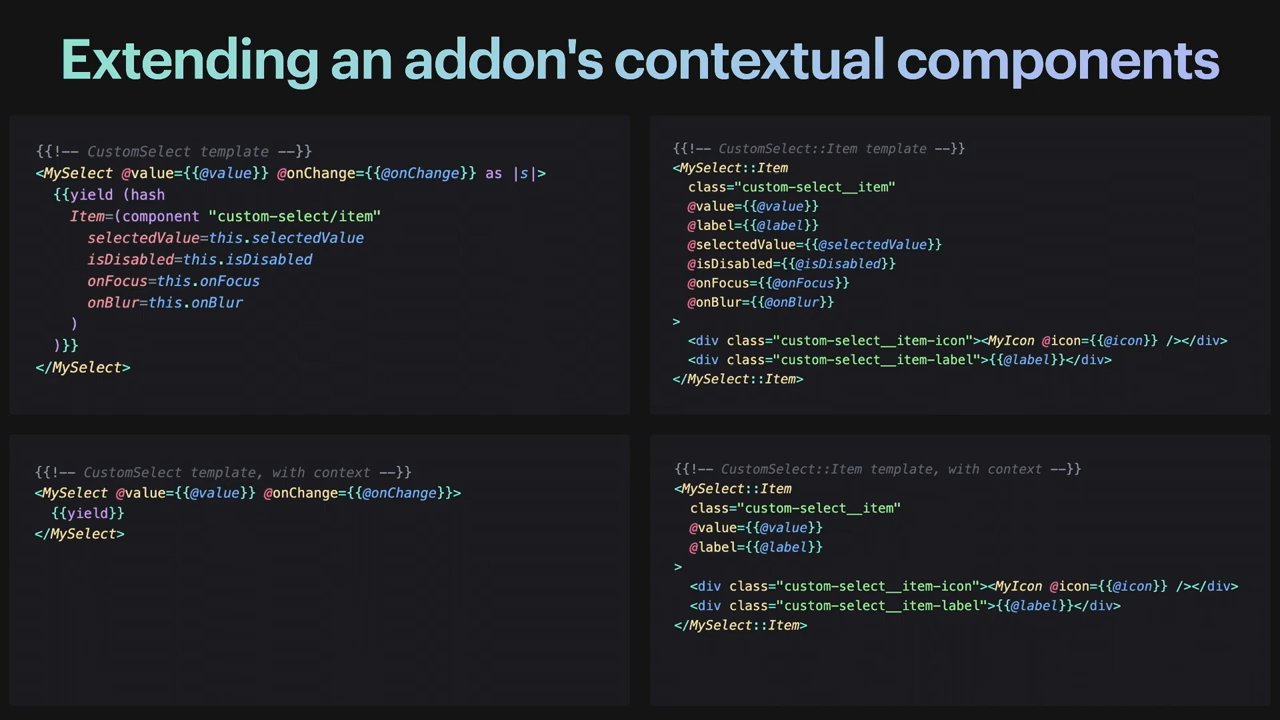 Extending an addon's contextual components
{{!-- CustomSelect template --}}
<MySelect @value={{@value}} @onChange={{@onChange}} as |s|>
  {{yield (hash
    Item=(component "custom-select/item"
      selectedValue=this.selectedValue
      isDisabled=this.isDisabled
      onFocus=this.onFocus
      onBlur=this.onBlur
    )
  )}}
</MySelect>
{{!-- CustomSelect::Item template --}}
<MySelect::Item
  class="custom-select__item"
  @value={{@value}}
  @label={{@label}}
  @selectedValue={{@selectedValue}}
  @isDisabled={{@isDisabled}}
  @onFocus={{@onFocus}}
  @onBlur={{@onBlur}}
>
  <div class="custom-select__item-icon"><MyIcon @icon={{@icon}} /></div>
  <div class="custom-select__item-label">{{@label}}</div>
</MySelect::Item>
{{!-- CustomSelect template, with context --}}
<MySelect @value={{@value}} @onChange={{@onChange}}>
  {{yield}}
</MySelect>
{{!-- CustomSelect::Item template, with context --}}
<MySelect::Item
  class="custom-select__item"
  @value={{@value}}
  @label={{@label}}
>
  <div class="custom-select__item-icon"><MyIcon @icon={{@icon}} /></div>
  <div class="custom-select__item-label">{{@label}}</div>
</MySelect::Item>